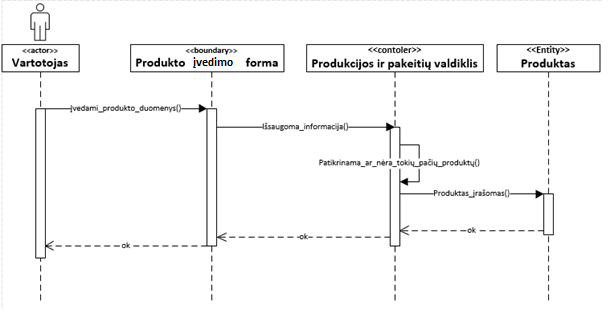 <<actor>>
Vartotojas
<<boundary>>
Produkto įvedimo forma
<<contoler>>
Produkcijos ir pakeitių valdiklis
<<Entity>>
Produktas
Įvedami_produkto_duomenys()
Išsaugoma_informacija()
Patikrinama_ar_nėra_tokių_pačių_produktų()
Produktas_įrašomas()
ok
ok
ok